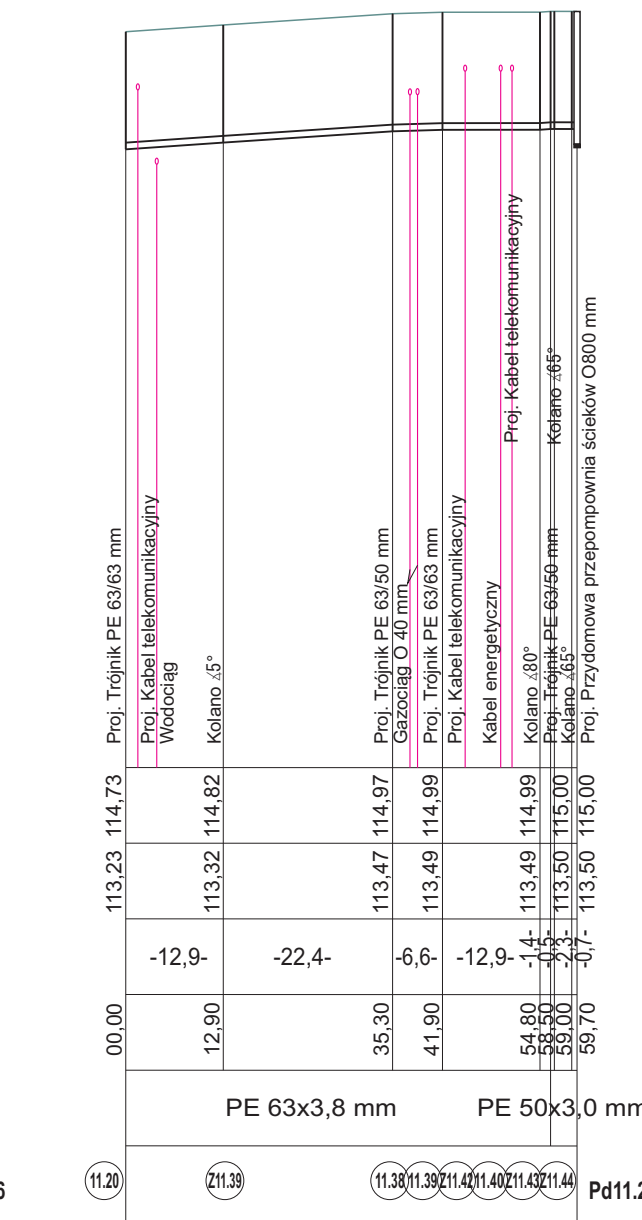 Proj. Trójnik PE 63/63 mm
Proj. Kabel telekomunikacyjny
Wodociąg
Kolano ∡5°
Proj. Trójnik PE 63/50 mm
Gazociąg O 40 mm
Proj. Trójnik PE 63/63 mm
Proj. Kabel telekomunikacyjny
Kabel energetyczny
Proj. Kabel telekomunikacyjny
Kolano ∡80°
Proj. Trójnik PE 63/50 mm
Kolano ∡65°
Kolano ∡65°
Proj. Przydomowa przepompownia ścieków O800 mm
114,73 114,82 114,97 114,99 114,99 115,00 115,00
113,23 113,32 113,47 113,49 113,49 113,50 113,50
-12,9- -22,4- -6,6- -12,9- -1,4- -0,5- -2,3- -0,7-
00,00 12,90 35,30 41,90 54,80 58,50 59,00 59,70
PE 63x3,8 mm PE 50x3,0 mm
6 11.20 Z11.39 11.38 11.39 Z11.42 11.40 Z11.43 Z11.44 Pd11.2